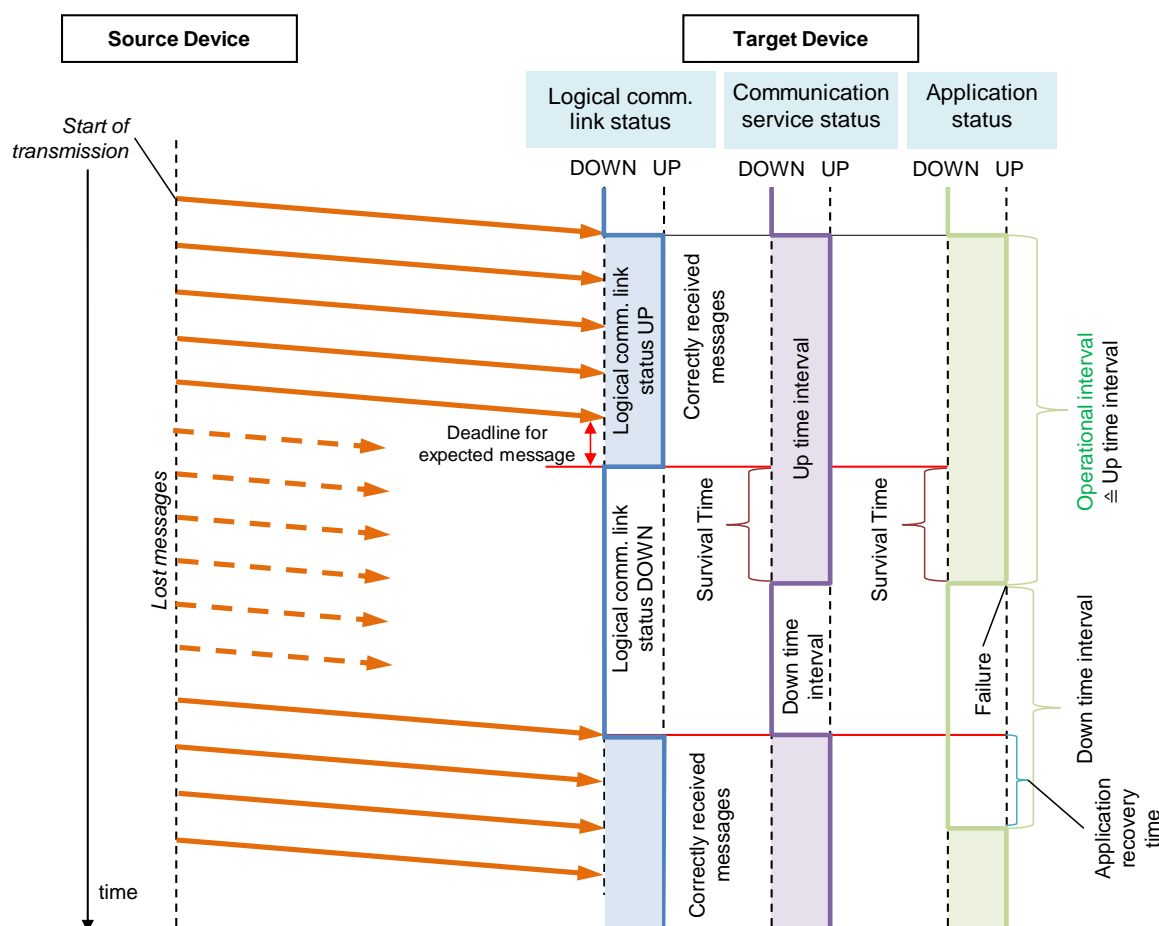 Source Device
Target Device
Logical comm.
link status
Communication
service status
Application
status
Start of
transmission
DOWN
UP
DOWN
UP
DOWN
UP
Logical comm. link
status UP
Correctly received
messages
Up time interval
Operational interval
≙ Up time interval
Deadline for
expected message
Lost messages
Logical comm. link
status DOWN
Survival Time
Survival Time
Down time
interval
Failure
Down time interval
Correctly received
messages
Application
recovery
time
time